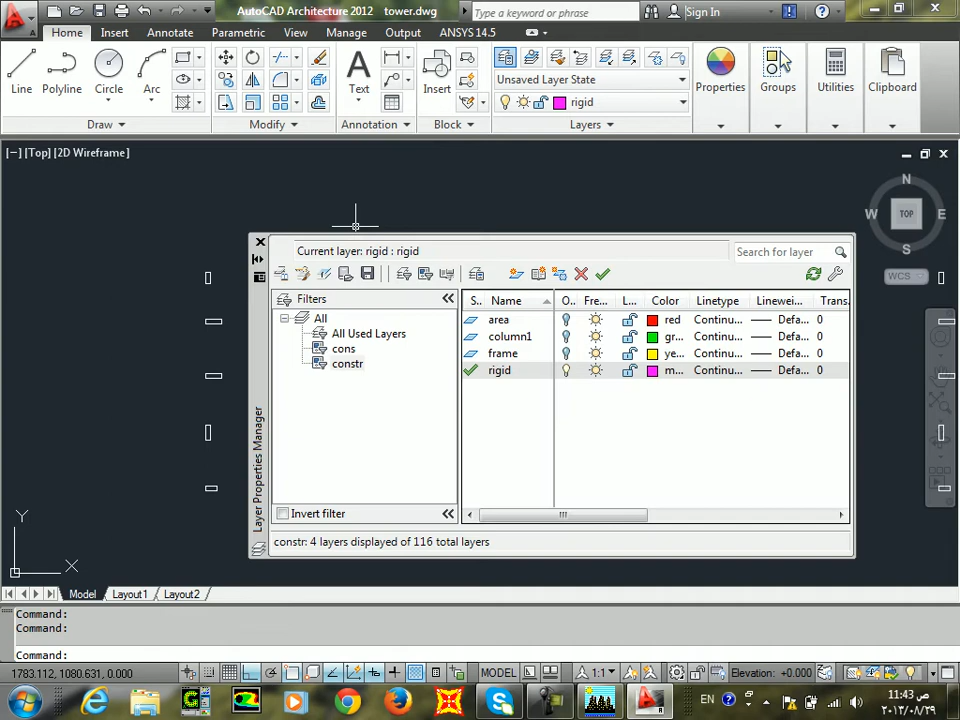 AutoCAD Architecture 2012 tower.dwg
Type a keyword or phrase
Sign In
Home Insert Annotate Parametric View Manage Output ANSYS 14.5
Line Polyline Circle Arc
Text
Insert
Unsaved Layer State
rigid
Properties Groups Utilities Clipboard
Draw Modify Annotation Block Layers
[−] [Top] [2D Wireframe]
N
W TOP E
S
WCS
Current layer: rigid : rigid
Search for layer
Filters
All
All Used Layers
cons
constr
Invert filter
S.. Name O.. Fre... L... Color Linetype Linewei... Trans.
area red Continu... Defa... 0
column1 gr... Continu... Defa... 0
frame ye... Continu... Defa... 0
rigid m... Continu... Defa... 0
constr: 4 layers displayed of 116 total layers
Layer Properties Manager
Y
X
Model Layout1 Layout2
Command:
Command:
Command:
1783.112, 1080.631, 0.000
MODEL
1:1
Elevation: +0.000
EN
11:43 ص
٢٠١٣/٠٨/٢٩